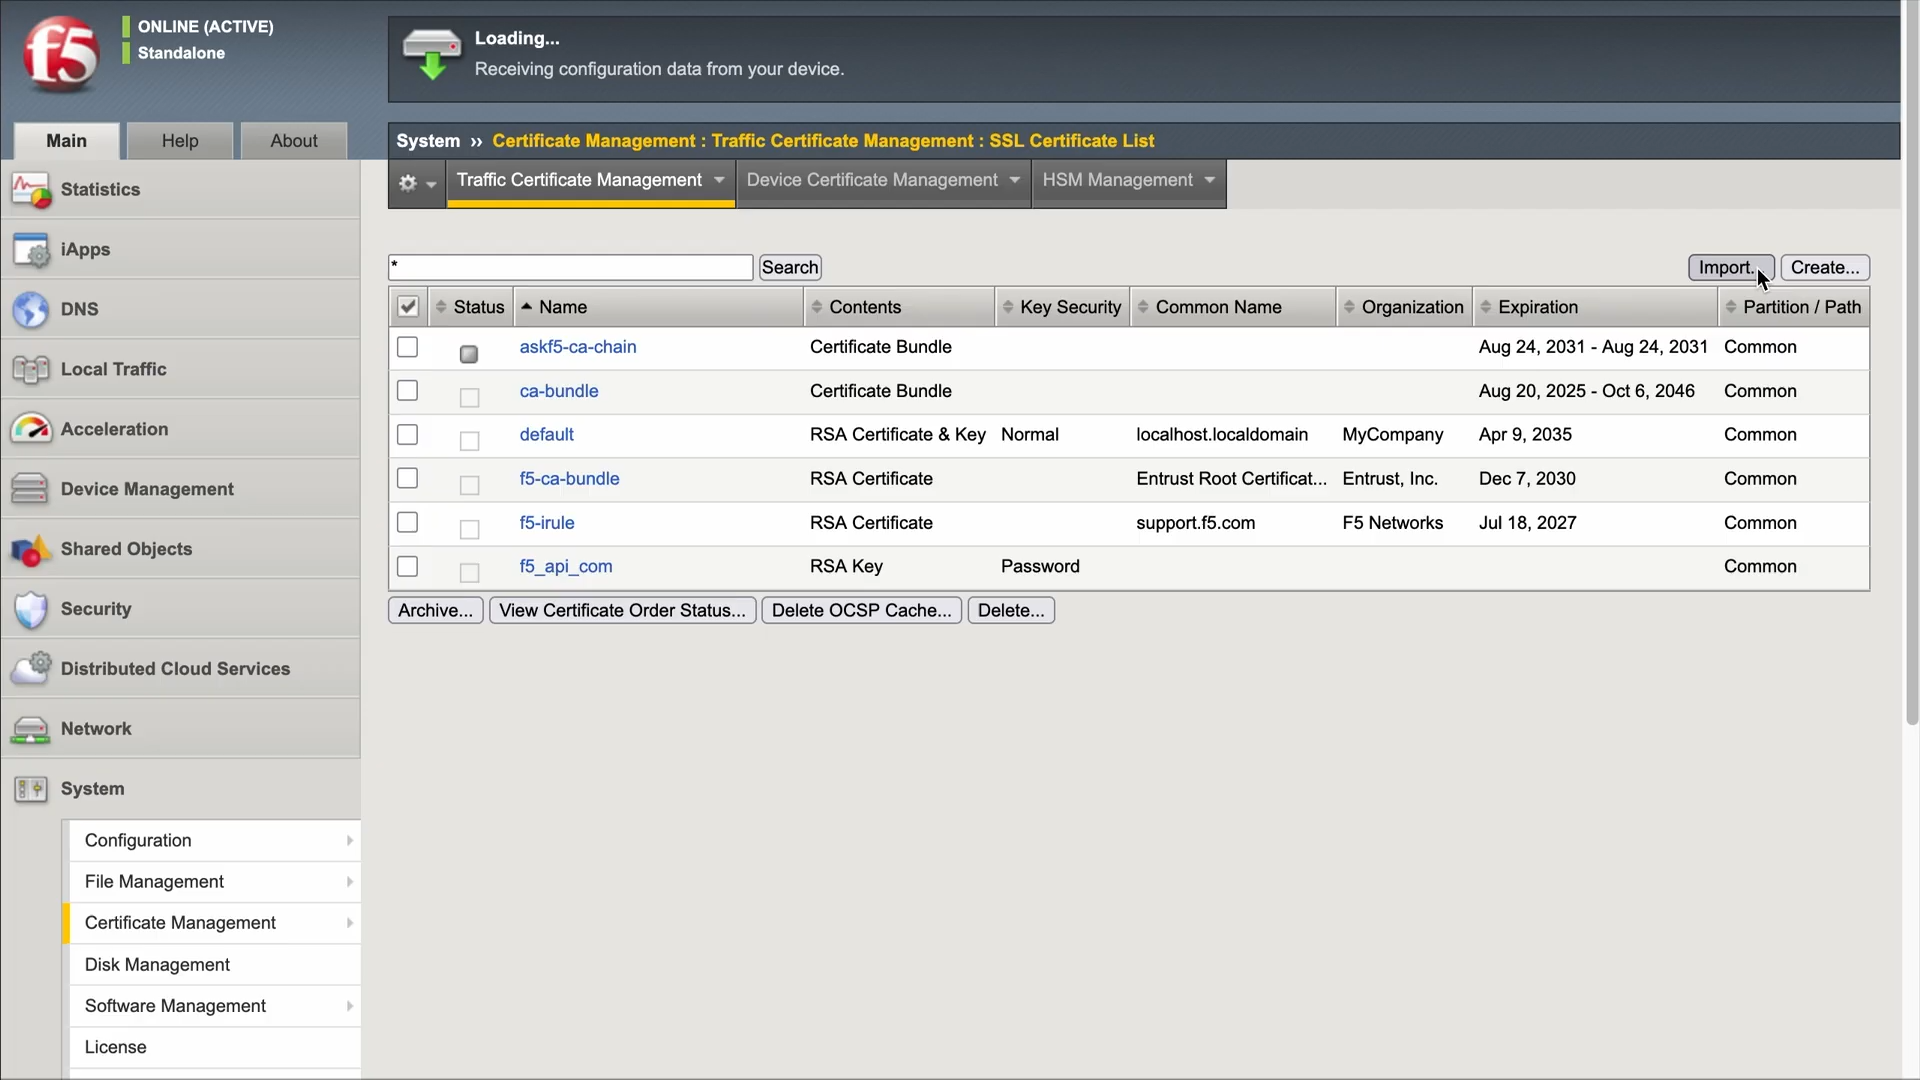 f5
ONLINE (ACTIVE)
Standalone
Loading...
Receiving configuration data from your device.
Main
Help
About
System » Certificate Management : Traffic Certificate Management : SSL Certificate List
Traffic Certificate Management
Device Certificate Management
HSM Management
Statistics
iApps
DNS
Local Traffic
Acceleration
Device Management
Shared Objects
Security
Distributed Cloud Services
Network
System
Configuration
File Management
Certificate Management
Disk Management
Software Management
License
*
Search
Import...
Create...
Status Name Contents Key Security Common Name Organization Expiration Partition / Path
askf5-ca-chain Certificate Bundle Aug 24, 2031 - Aug 24, 2031 Common
ca-bundle Certificate Bundle Aug 20, 2025 - Oct 6, 2046 Common
default RSA Certificate & Key Normal localhost.localdomain MyCompany Apr 9, 2035 Common
f5-ca-bundle RSA Certificate Entrust Root Certificat... Entrust, Inc. Dec 7, 2030 Common
f5-irule RSA Certificate support.f5.com F5 Networks Jul 18, 2027 Common
f5_api_com RSA Key Password Common
Archive...
View Certificate Order Status...
Delete OCSP Cache...
Delete...